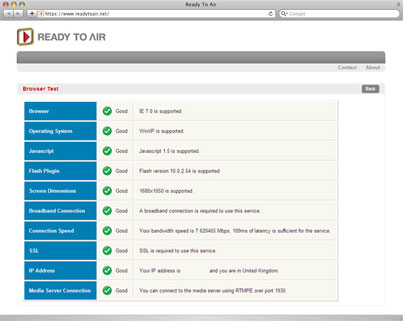 Ready To Air
https://www.readytoair.net/
Google
READY TO AIR
Contact About
Browser Test Back
Browser Good IE 7.0 is supported.
Operating System Good WinXP is supported.
Javascript Good Javascript 1.5 is supported.
Flash Plugin Good Flash version 10.0.2.54 is supported.
Screen Dimensions Good 1680x1050 is supported.
Broadband Connection Good A broadband connection is required to use this service.
Connection Speed Good Your bandwidth speed is 7.620455 Mbps. 109ms of latency is sufficient for the service.
SSL Good SSL is required to use this service.
IP Address Good Your IP address is and you are in United Kingdom.
Media Server Connection Good You can connect to the media server using RTMPE over port 1935